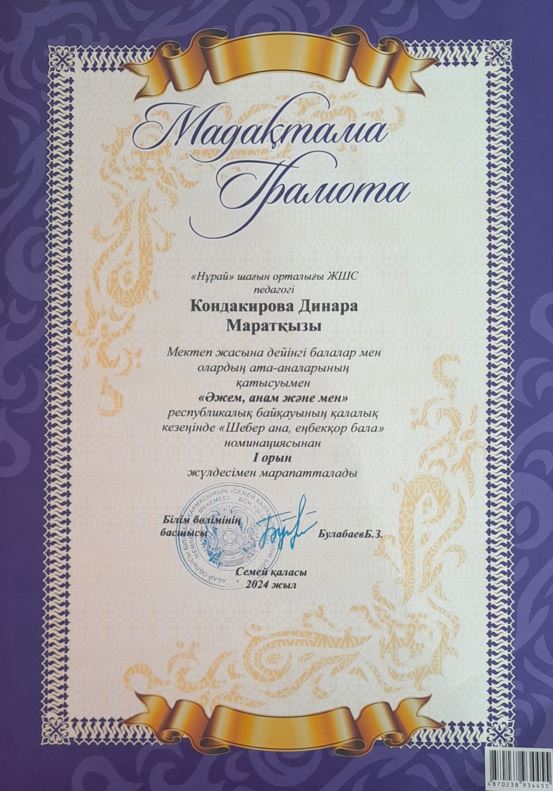 Мадақтама
Грамота
«Нұрай» шағын орталығы ЖШС
педагогі
Кондакирова Динара
Маратқызы
Мектеп жасына дейінгі балалар мен
олардың ата-аналарының
қатысуымен
«Әжем, анам және мен»
республикалық байқауының қалалық
кезеңінде «Шебер ана, еңбекқор бала»
номинациясынан
I орын
жүлдесімен марапатталады
Білім бөлімінің
басшысы
БулабаевБ.З.
Семей қаласы
2024 жыл
4870238 934455